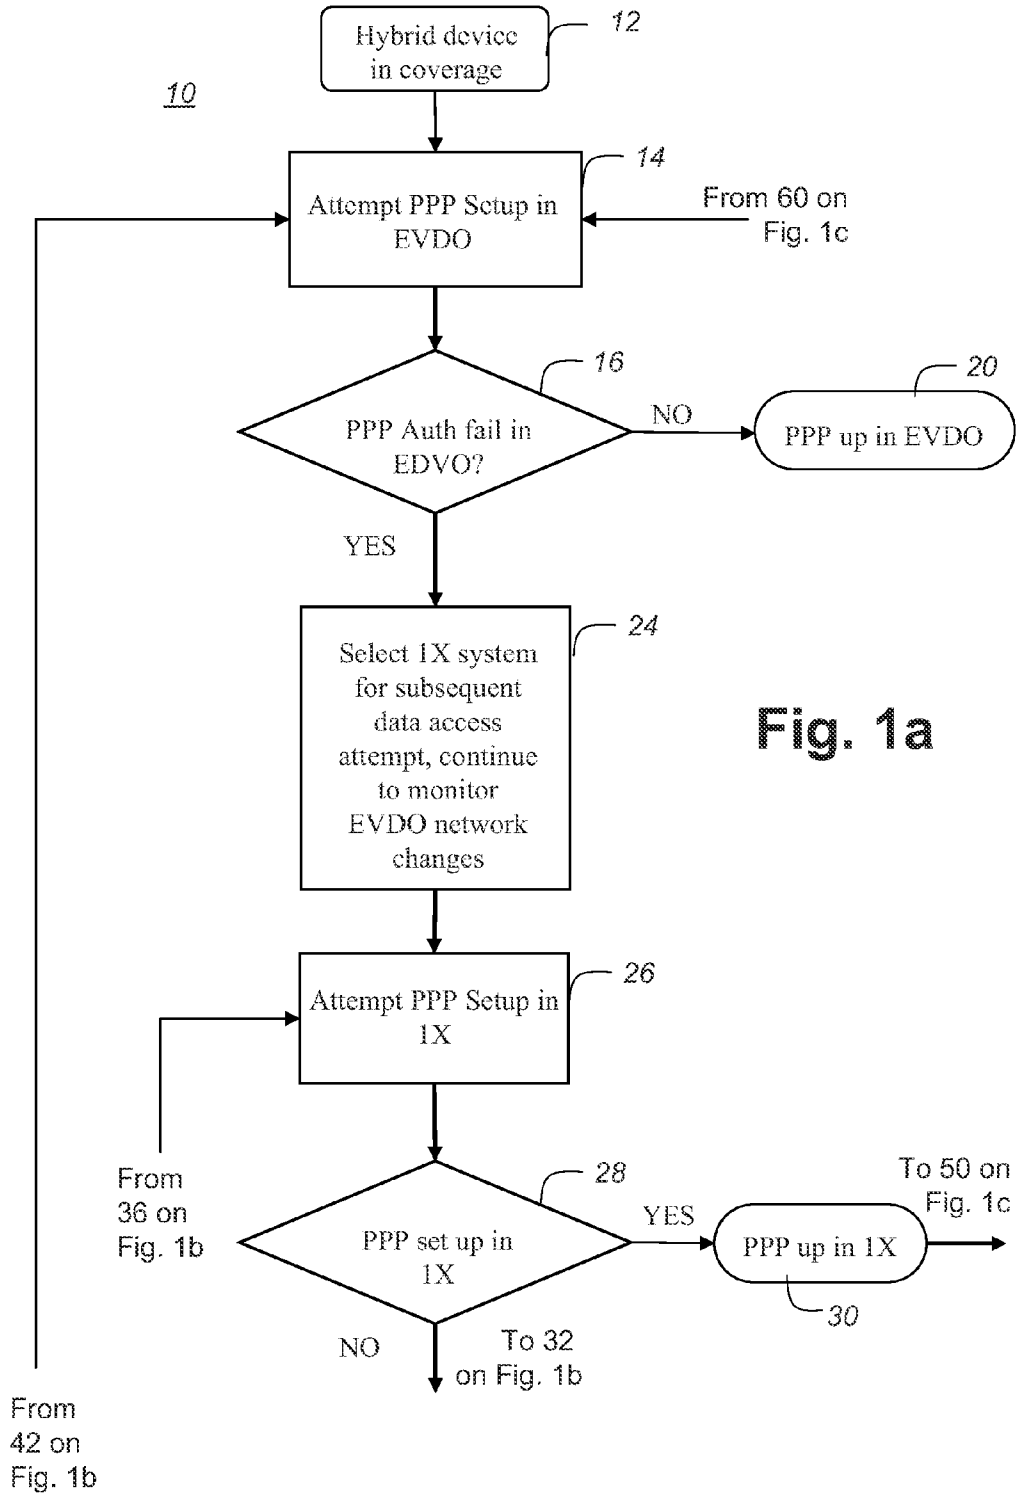 Hybrid device
in coverage
12
10
Attempt PPP Setup in
EVDO
14
From 60 on
Fig. 1c
PPP Auth fail in
EDVO?
16
NO
PPP up in EVDO
20
YES
Select 1X system
for subsequent
data access
attempt, continue
to monitor
EVDO network
changes
24
Fig. 1a
Attempt PPP Setup in
1X
26
From
36 on
Fig. 1b
PPP set up in
1X
28
YES
PPP up in 1X
30
To 50 on
Fig. 1c
NO
To 32
on Fig. 1b
From
42 on
Fig. 1b